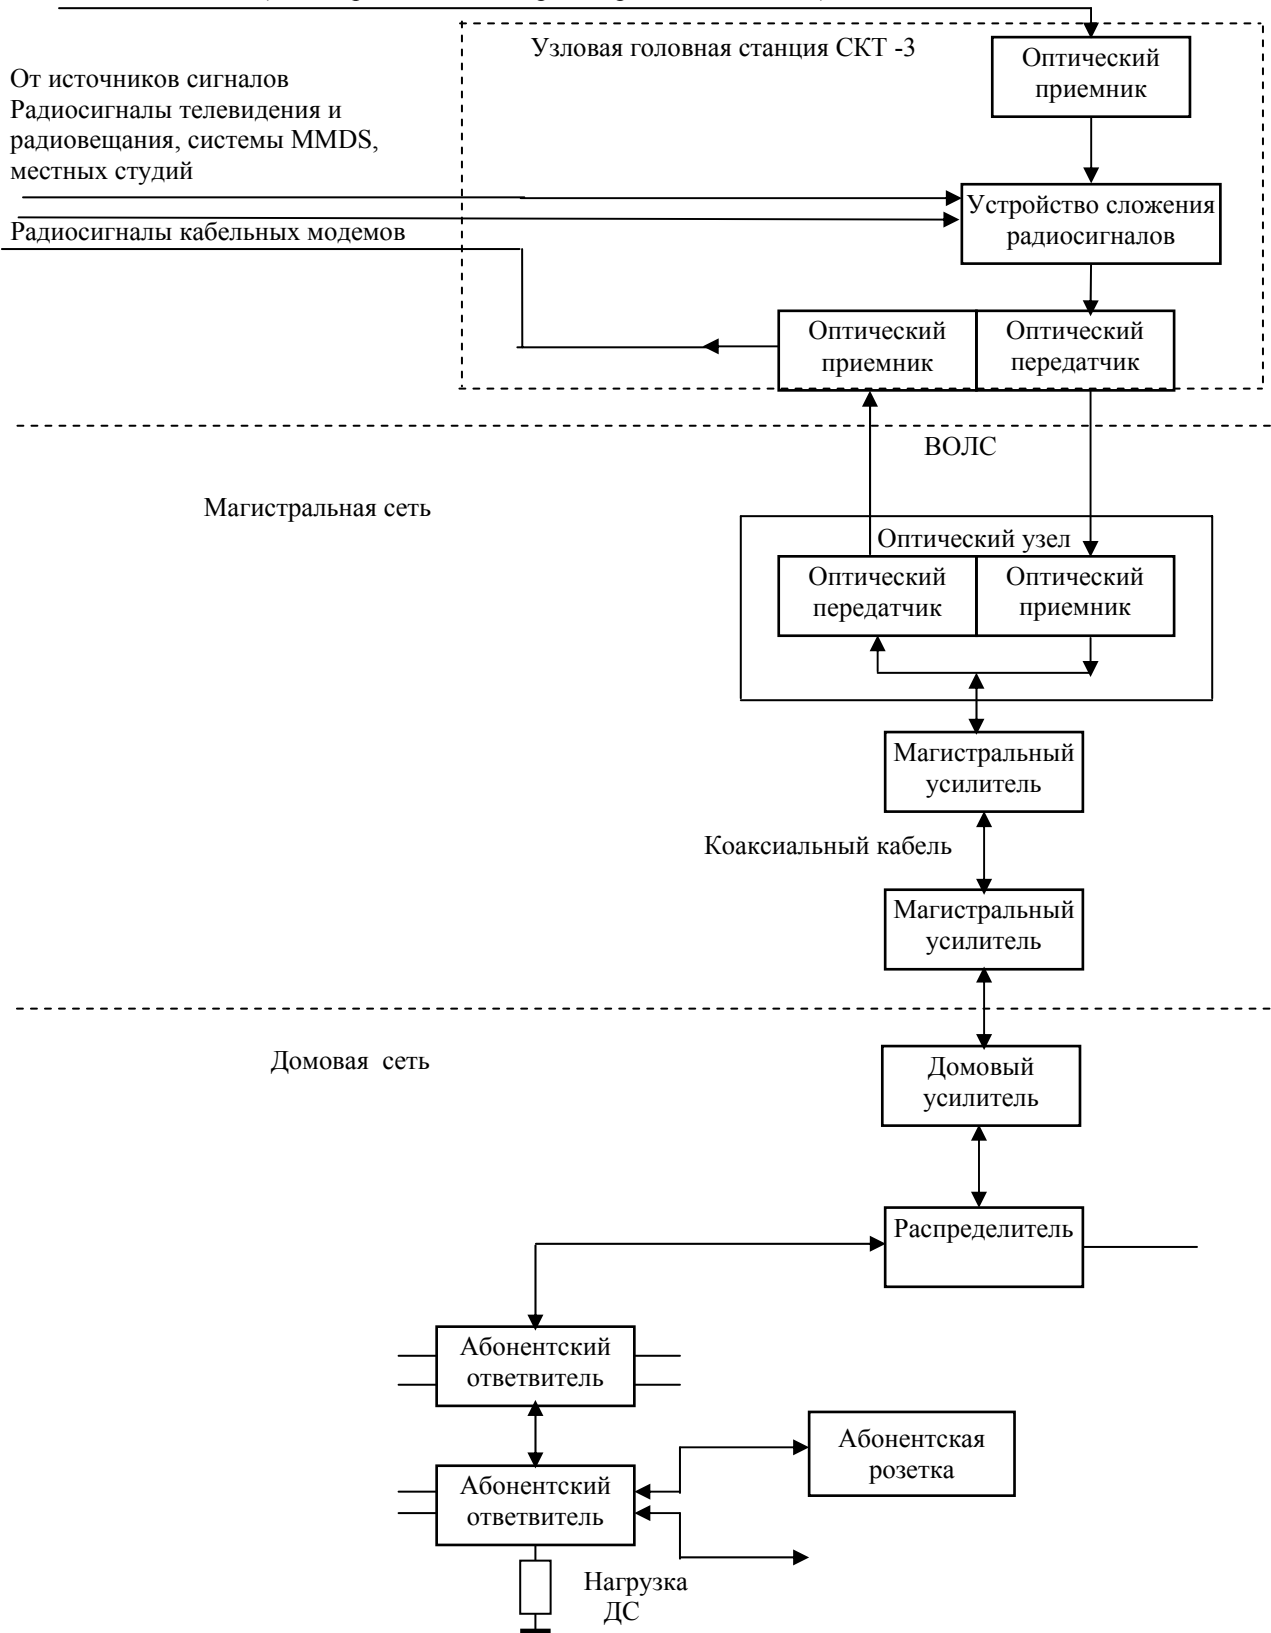 Узловая головная станция СКТ -3
Оптический
приемник
От источников сигналов
Радиосигналы телевидения и
радиовещания, системы MMDS,
местных студий
Устройство сложения
радиосигналов
Радиосигналы кабельных модемов
Оптический
приемник
Оптический
передатчик
ВОЛС
Магистральная сеть
Оптический узел
Оптический
передатчик
Оптический
приемник
Магистральный
усилитель
Коаксиальный кабель
Магистральный
усилитель
Домовая сеть
Домовый
усилитель
Распределитель
Абонентский
ответвитель
Абонентская
розетка
Абонентский
ответвитель
Нагрузка
ДС